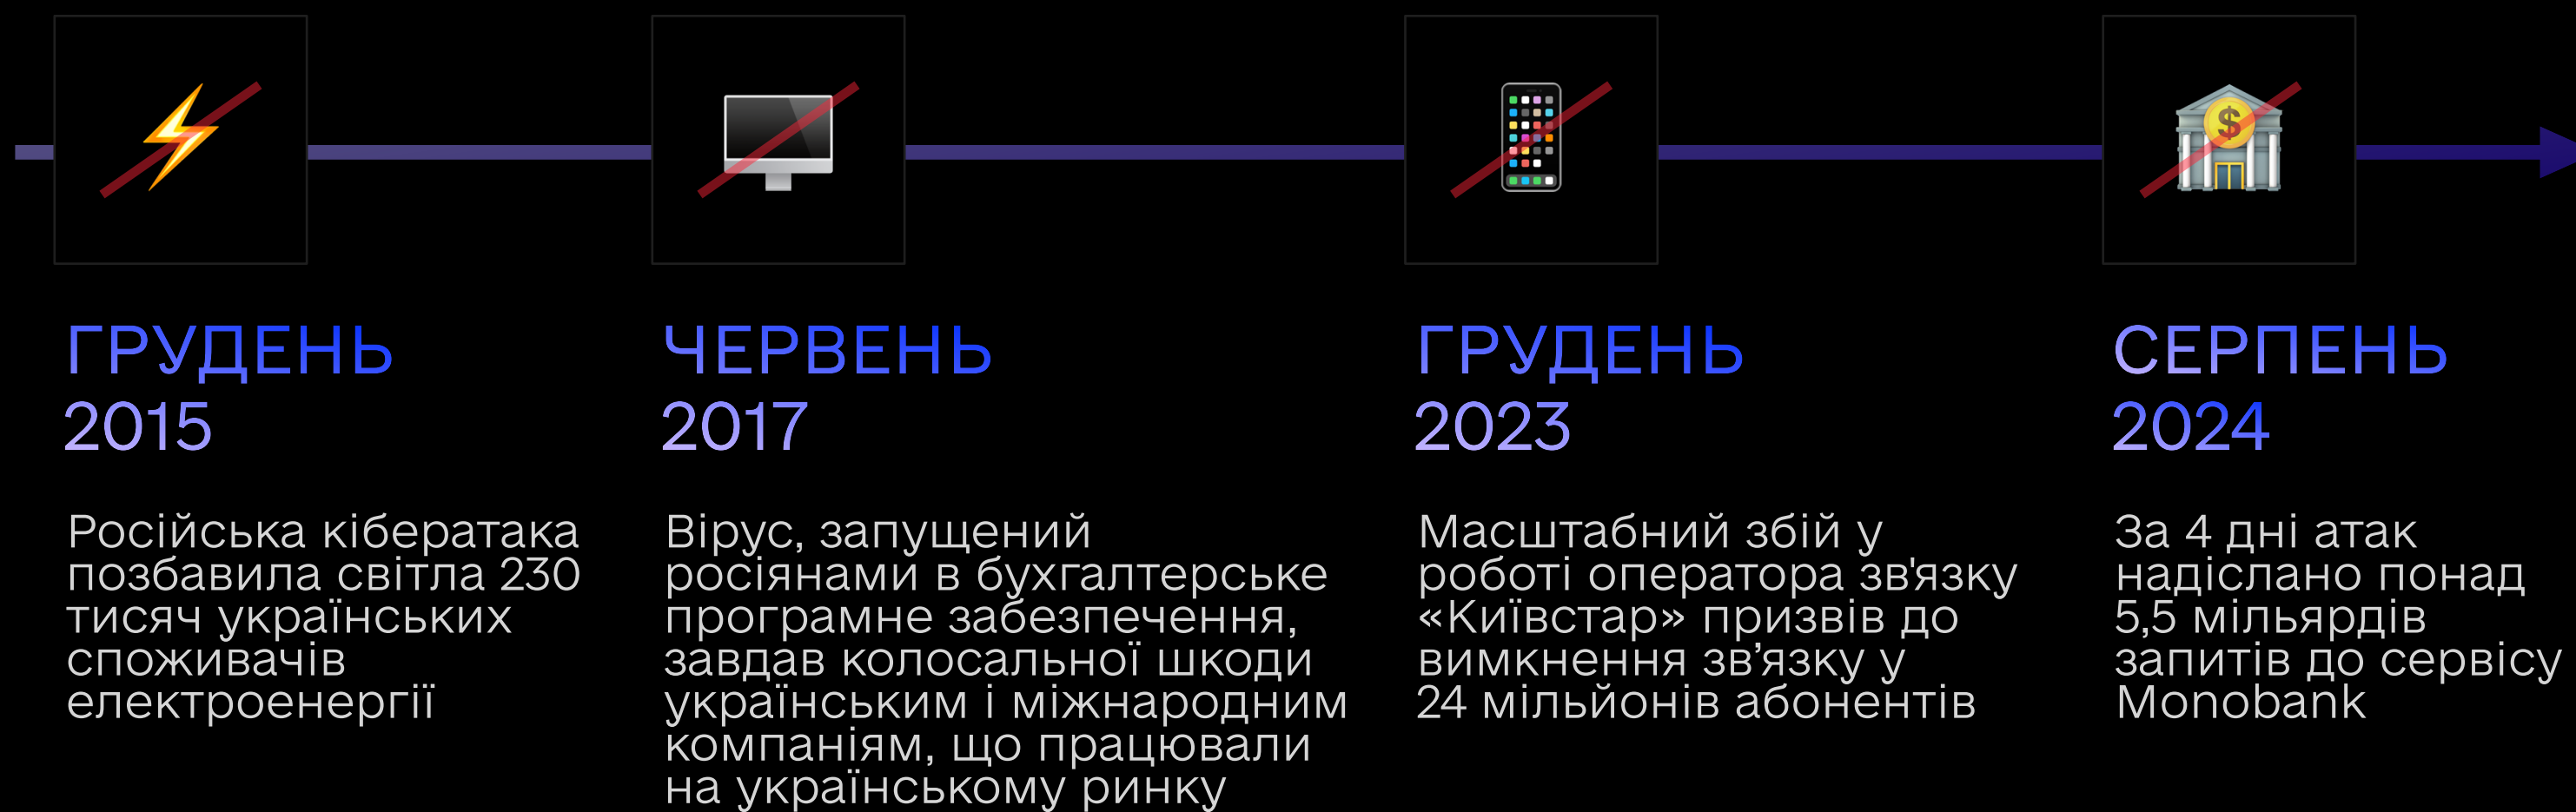 ГРУДЕНЬ
2015
Російська кібератака
позбавила світла 230
тисяч українських
споживачів
електроенергії
ЧЕРВЕНЬ
2017
Вірус, запущений
росіянами в бухгалтерське
програмне забезпечення,
завдав колосальної шкоди
українським і міжнародним
компаніям, що працювали
на українському ринку
ГРУДЕНЬ
2023
Масштабний збій у
роботі оператора зв'язку
«Київстар» призвів до
вимкнення зв’язку у
24 мільйонів абонентів
СЕРПЕНЬ
2024
За 4 дні атак
надіслано понад
5,5 мільярдів
запитів до сервісу
Monobank